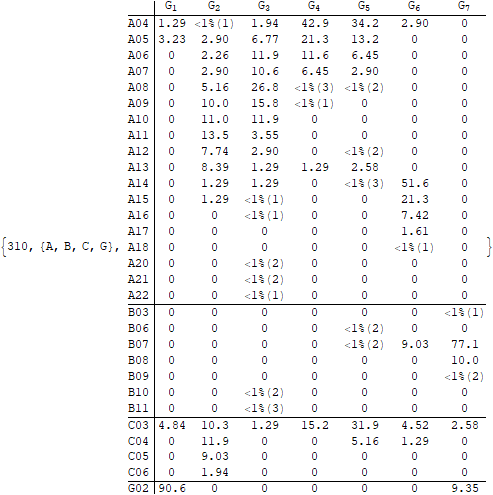 G1 G2 G3 G4 G5 G6 G7
A04 1.29 <1%(1) 1.94 42.9 34.2 2.90 0
A05 3.23 2.90 6.77 21.3 13.2 0 0
A06 0 2.26 11.9 11.6 6.45 0 0
A07 0 2.90 10.6 6.45 2.90 0 0
A08 0 5.16 26.8 <1%(3) <1%(2) 0 0
A09 0 10.0 15.8 <1%(1) 0 0 0
A10 0 11.0 11.9 0 0 0 0
A11 0 13.5 3.55 0 0 0 0
A12 0 7.74 2.90 0 <1%(2) 0 0
A13 0 8.39 1.29 1.29 2.58 0 0
A14 0 1.29 1.29 0 <1%(3) 51.6 0
A15 0 1.29 <1%(1) 0 0 21.3 0
A16 0 0 <1%(1) 0 0 7.42 0
A17 0 0 0 0 0 1.61 0
{310, {A, B, C, G}, A18 0 0 0 0 0 <1%(1) 0 }
A20 0 0 <1%(2) 0 0 0 0
A21 0 0 <1%(2) 0 0 0 0
A22 0 0 <1%(1) 0 0 0 0
B03 0 0 0 0 0 0 <1%(1)
B06 0 0 0 0 <1%(2) 0 0
B07 0 0 0 0 <1%(2) 9.03 77.1
B08 0 0 0 0 0 0 10.0
B09 0 0 0 0 0 0 <1%(2)
B10 0 0 <1%(2) 0 0 0 0
B11 0 0 <1%(3) 0 0 0 0
C03 4.84 10.3 1.29 15.2 31.9 4.52 2.58
C04 0 11.9 0 0 5.16 1.29 0
C05 0 9.03 0 0 0 0 0
C06 0 1.94 0 0 0 0 0
G02 90.6 0 0 0 0 0 9.35